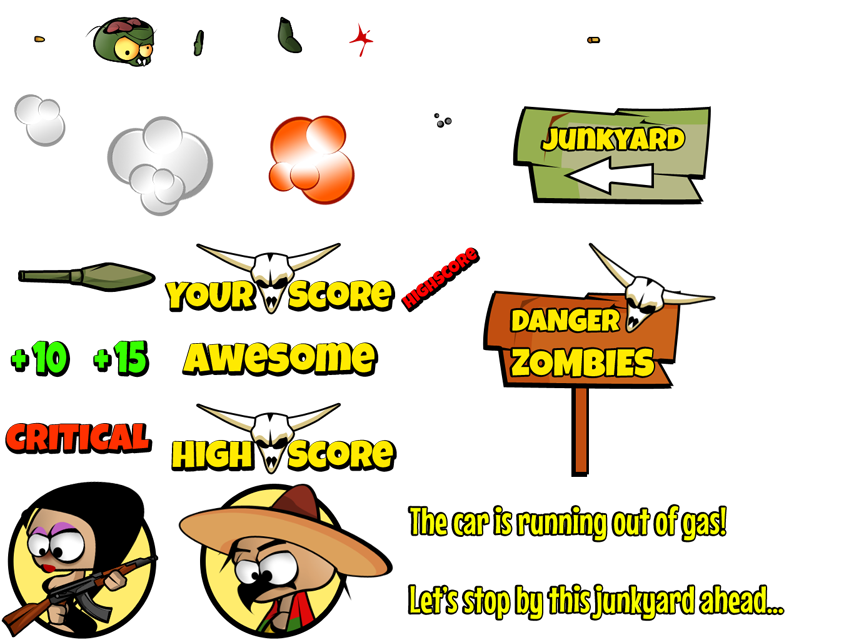 JUNKYARD
YOUR SCORE
HIGHSCORE
DANGER
ZOMBIES
+10 +15
AWESOME
CRITICAL
HIGH SCORE
The car is running out of gas!
Let's stop by this junkyard ahead...